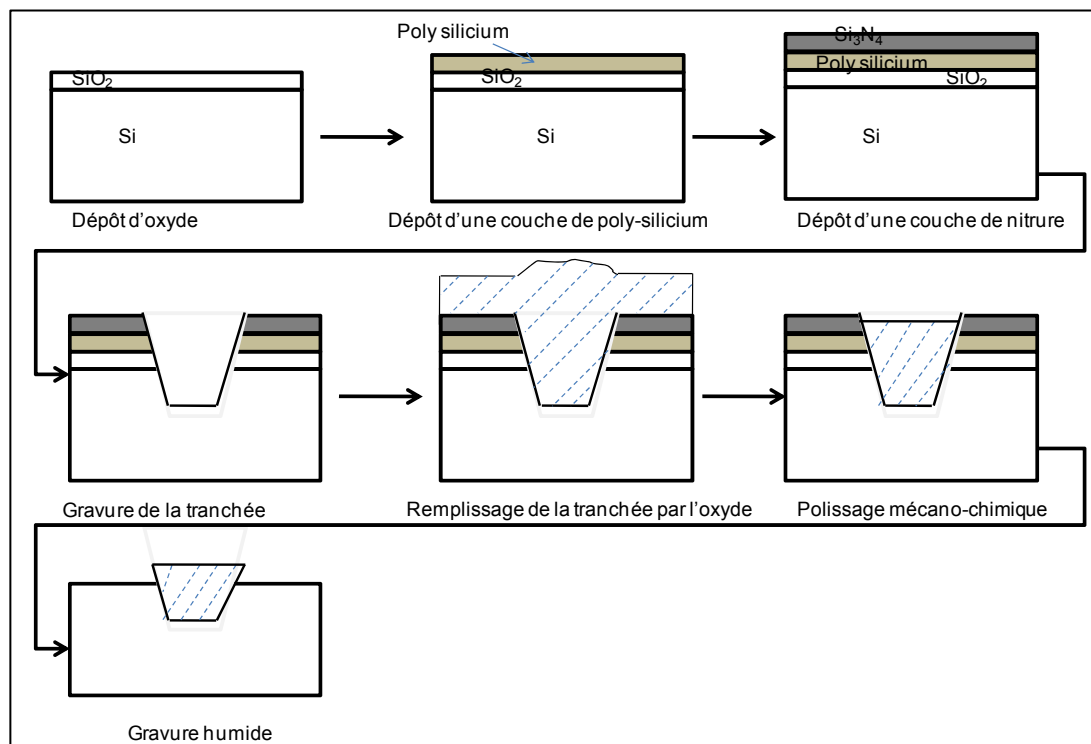 Poly silicium
Si₃N₄
Poly silicium
SiO₂
SiO₂
SiO₂
Si
Si
Si
Dépôt d'oxyde
Dépôt d'une couche de poly-silicium
Dépôt d'une couche de nitrure
Gravure de la tranchée
Remplissage de la tranchée par l'oxyde
Polissage mécano-chimique
Gravure humide